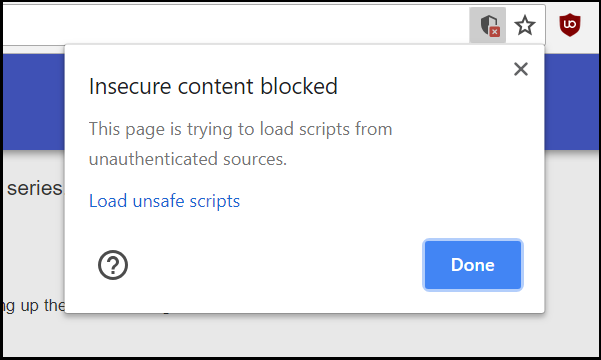 uo
Insecure content blocked
This page is trying to load scripts from
unauthenticated sources.
series
Load unsafe scripts
Done
up the